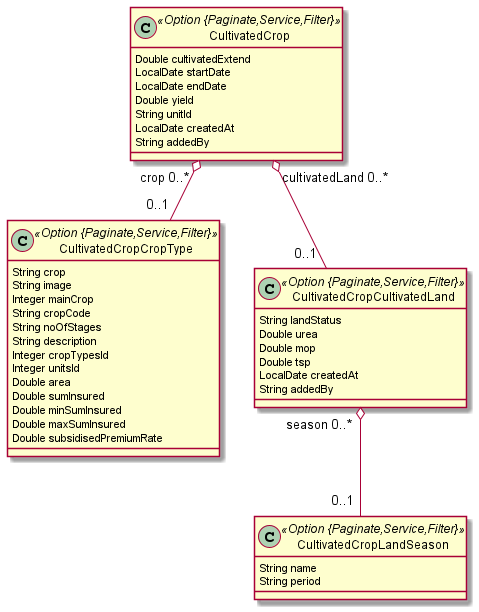 C
«Option {Paginate,Service,Filter}»
CultivatedCrop
Double cultivatedExtend
LocalDate startDate
LocalDate endDate
Double yield
String unitId
LocalDate createdAt
String addedBy
crop 0..*
cultivatedLand 0..*
0..1
0..1
C
«Option {Paginate,Service,Filter}»
CultivatedCropCropType
String crop
String image
Integer mainCrop
String cropCode
String noOfStages
String description
Integer cropTypesId
Integer unitsId
Double area
Double sumInsured
Double minSumInsured
Double maxSumInsured
Double subsidisedPremiumRate
C
«Option {Paginate,Service,Filter}»
CultivatedCropCultivatedLand
String landStatus
Double urea
Double mop
Double tsp
LocalDate createdAt
String addedBy
season 0..*
0..1
C
«Option {Paginate,Service,Filter}»
CultivatedCropLandSeason
String name
String period